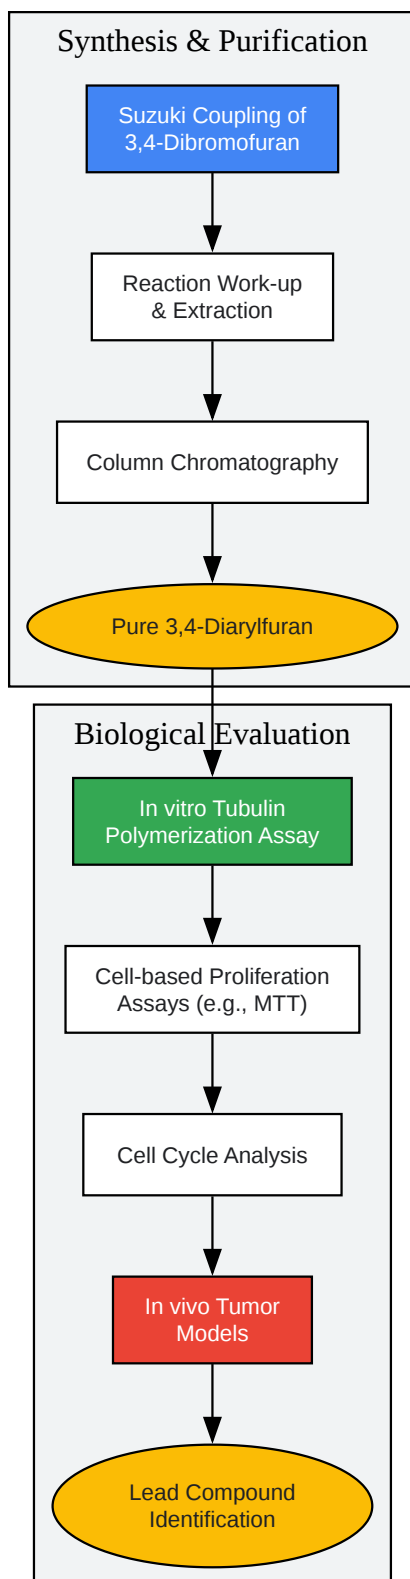 Synthesis & Purification
Suzuki Coupling of
3,4-Dibromofuran
Reaction Work-up
& Extraction
Column Chromatography
Pure 3,4-Diarylfuran
Biological Evaluation
In vitro Tubulin
Polymerization Assay
Cell-based Proliferation
Assays (e.g., MTT)
Cell Cycle Analysis
In vivo Tumor
Models
Lead Compound
Identification